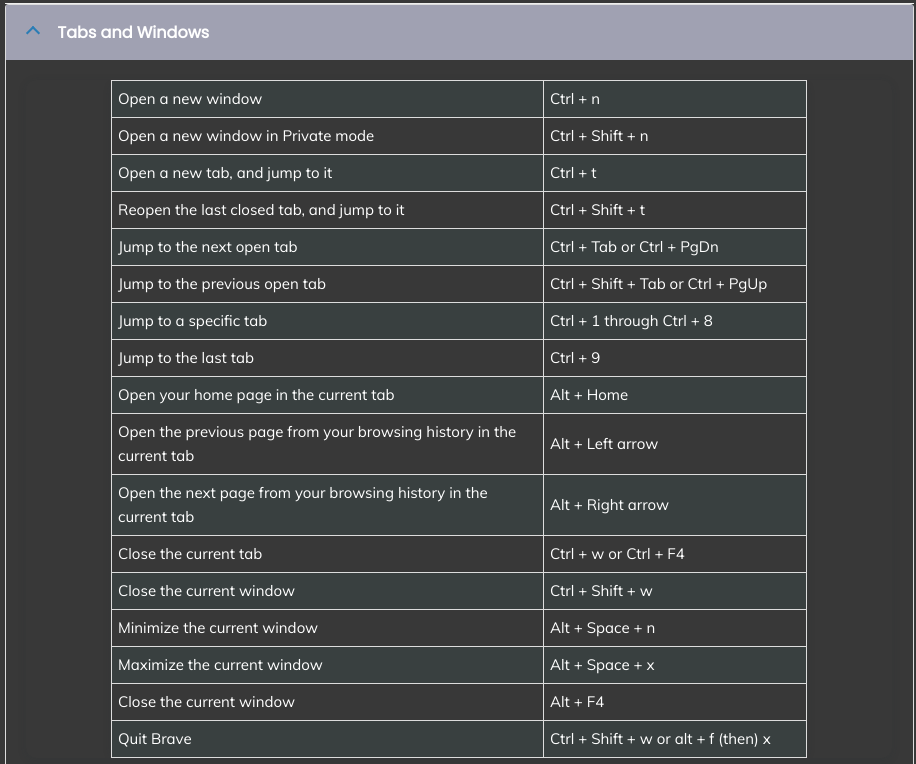 Tabs and Windows
Open a new window Ctrl + n
Open a new window in Private mode Ctrl + Shift + n
Open a new tab, and jump to it Ctrl + t
Reopen the last closed tab, and jump to it Ctrl + Shift + t
Jump to the next open tab Ctrl + Tab or Ctrl + PgDn
Jump to the previous open tab Ctrl + Shift + Tab or Ctrl + PgUp
Jump to a specific tab Ctrl + 1 through Ctrl + 8
Jump to the last tab Ctrl + 9
Open your home page in the current tab Alt + Home
Open the previous page from your browsing history in the
current tab
Alt + Left arrow
Open the next page from your browsing history in the
current tab
Alt + Right arrow
Close the current tab Ctrl + w or Ctrl + F4
Close the current window Ctrl + Shift + w
Minimize the current window Alt + Space + n
Maximize the current window Alt + Space + x
Close the current window Alt + F4
Quit Brave Ctrl + Shift + w or alt + f (then) x